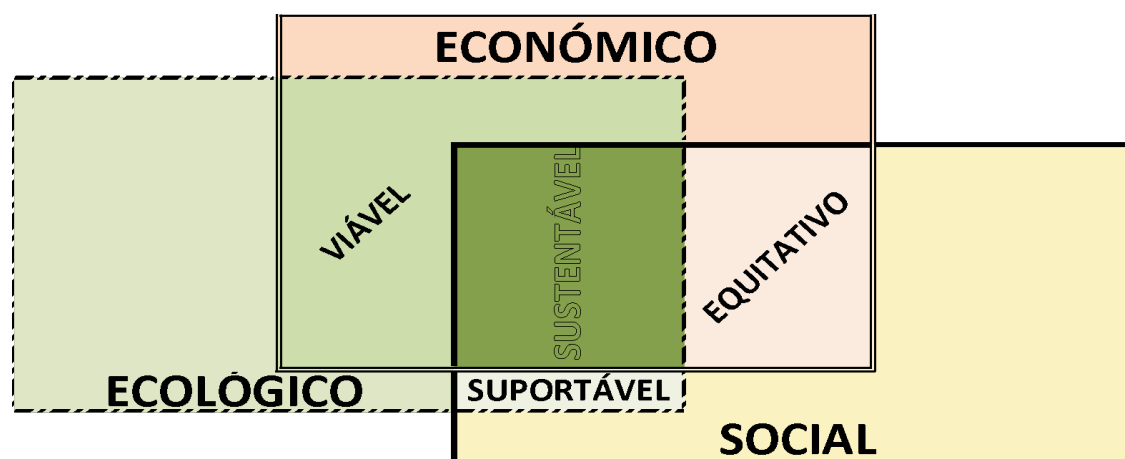 ECONÓMICO
VIÁVEL
SUSTENTÁVEL
EQUITATIVO
ECOLÓGICO
SUPORTÁVEL
SOCIAL